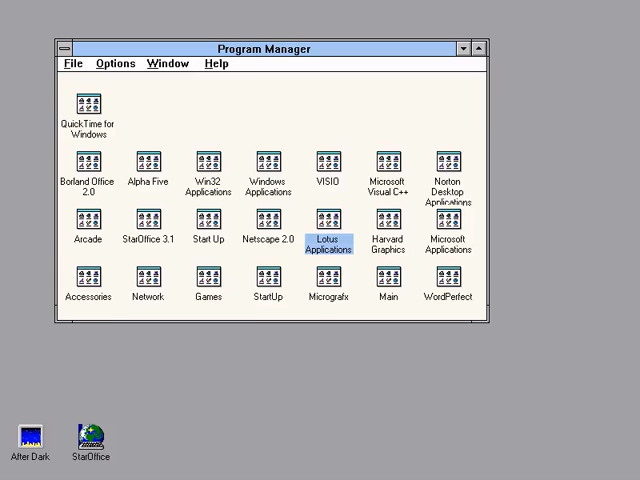 Program Manager
File Options Window Help
QuickTime for
Windows
Borland Office
2.0
Alpha Five
Win32
Applications
Windows
Applications
VISIO
Microsoft
Visual C++
Norton
Desktop
Applications
Arcade
StarOffice 3.1
Start Up
Netscape 2.0
Lotus
Applications
Harvard
Graphics
Microsoft
Applications
Accessories
Network
Games
StartUp
Micrografx
Main
WordPerfect
After Dark
StarOffice